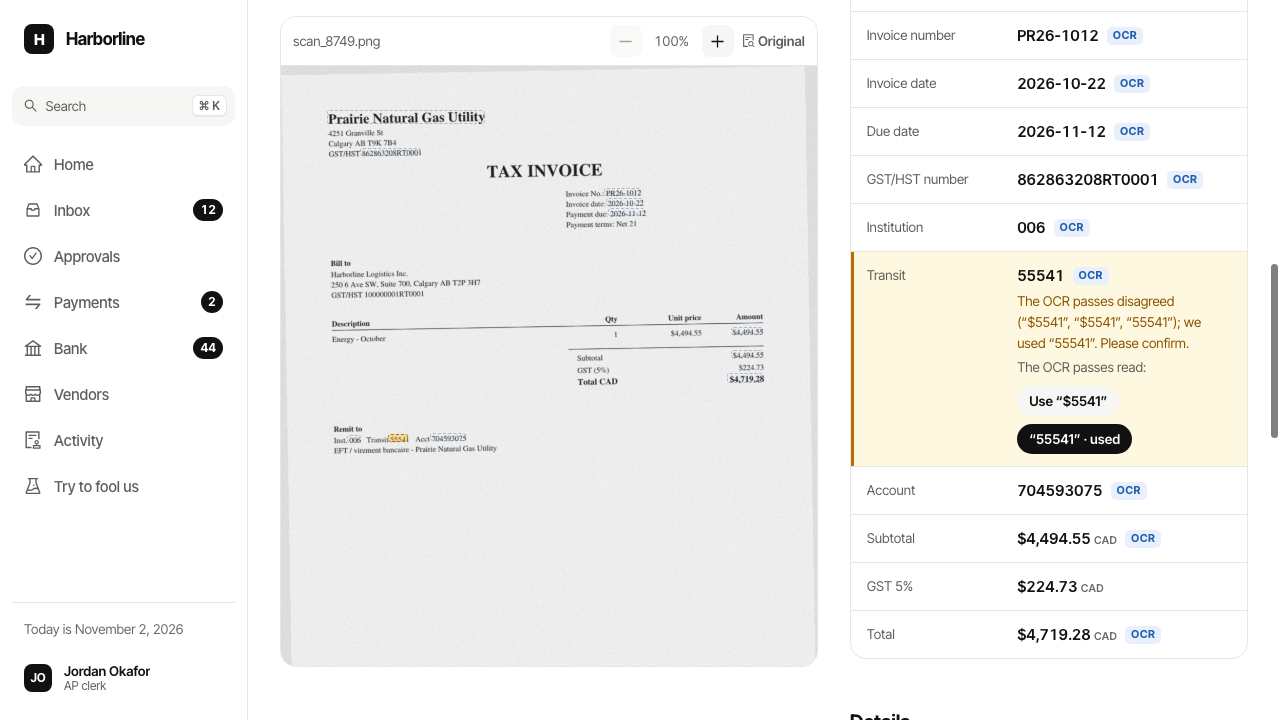 H
Harborline
Search
⌘ K
Home
Inbox
12
Approvals
Payments
2
Bank
44
Vendors
Activity
Try to fool us
Today is November 2, 2026
JO
Jordan Okafor
AP clerk
scan_8749.png
100%
Original
Prairie Natural Gas Utility
4251 Granville St
Calgary AB T9K 7B4
GST/HST 862863208RT0001
TAX INVOICE
Invoice No.: PR26-1012
Invoice date: 2026-10-22
Payment due: 2026-11-12
Payment terms: Net 21
Bill to
Harborline Logistics Inc.
250 6 Ave SW, Suite 700, Calgary AB T2P 3H7
GST/HST 100000001RT0001
Description Qty Unit price Amount
Energy - October 1 $4,494.55 $4,494.55
Subtotal $4,494.55
GST (5%) $224.73
Total CAD $4,719.28
Remit to
Inst. 006 Transit 55541 Acct 704593075
EFT / virement bancaire - Prairie Natural Gas Utility
Invoice number PR26-1012 OCR
Invoice date 2026-10-22 OCR
Due date 2026-11-12 OCR
GST/HST number 862863208RT0001 OCR
Institution 006 OCR
Transit 55541 OCR
The OCR passes disagreed
(“$5541”, “$5541”, “55541”); we
used “55541”. Please confirm.
The OCR passes read:
Use “$5541”
“55541” · used
Account 704593075 OCR
Subtotal $4,494.55 CAD OCR
GST 5% $224.73 CAD
Total $4,719.28 CAD OCR
Details